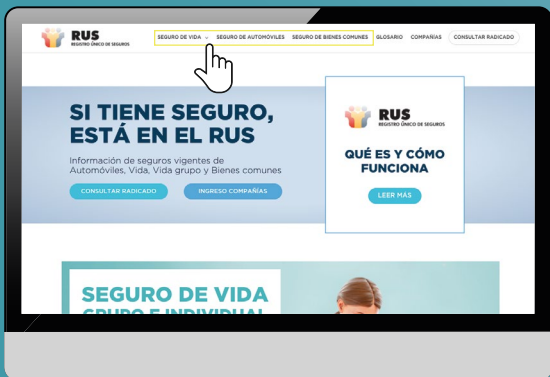 RUS
REGISTRO ÚNICO DE SEGUROS
SEGURO DE VIDA SEGURO DE AUTOMÓVILES SEGURO DE BIENES COMUNES GLOSARIO COMPAÑÍAS CONSULTAR RADICADO
SI TIENE SEGURO,
ESTÁ EN EL RUS
Información de seguros vigentes de
Automóviles, Vida, Vida grupo y Bienes comunes
CONSULTAR RADICADO INGRESO COMPAÑÍAS
RUS
REGISTRO ÚNICO DE SEGUROS
QUÉ ES Y CÓMO
FUNCIONA
LEER MÁS
SEGURO DE VIDA
GRUPO E INDIVIDUAL